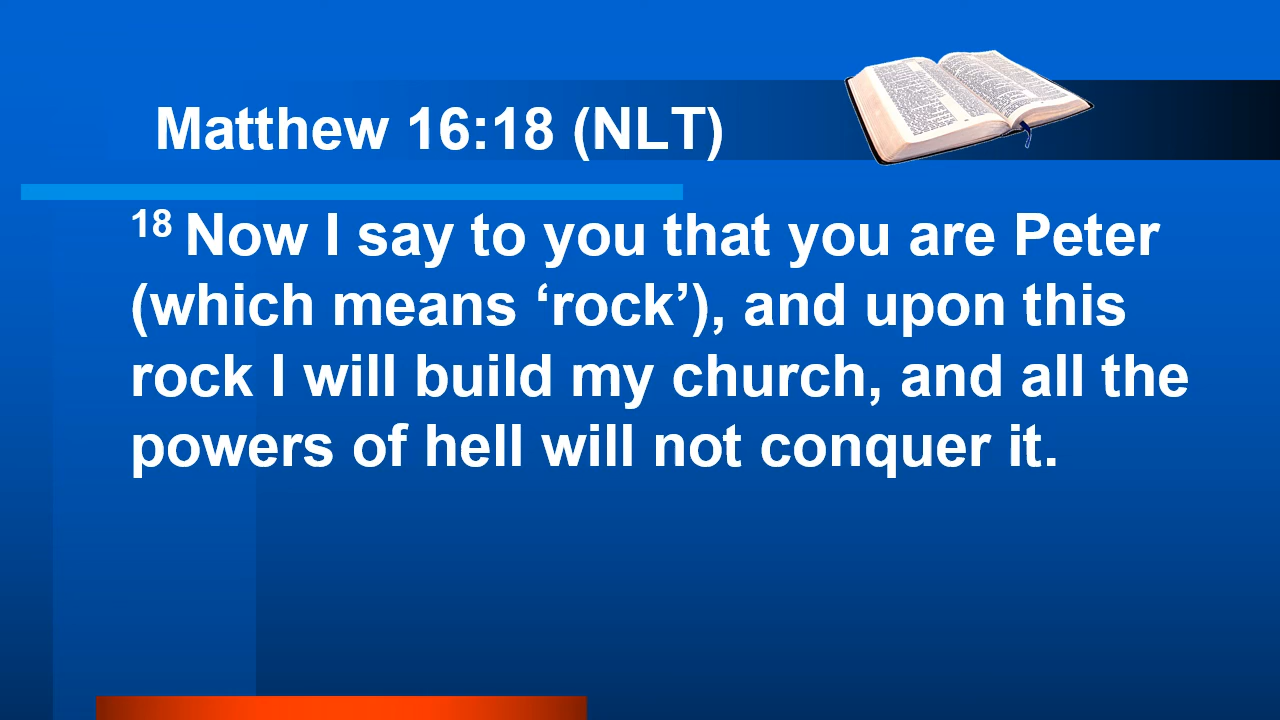 Matthew 16:18 (NLT)
18 Now I say to you that you are Peter
(which means ‘rock’), and upon this
rock I will build my church, and all the
powers of hell will not conquer it.